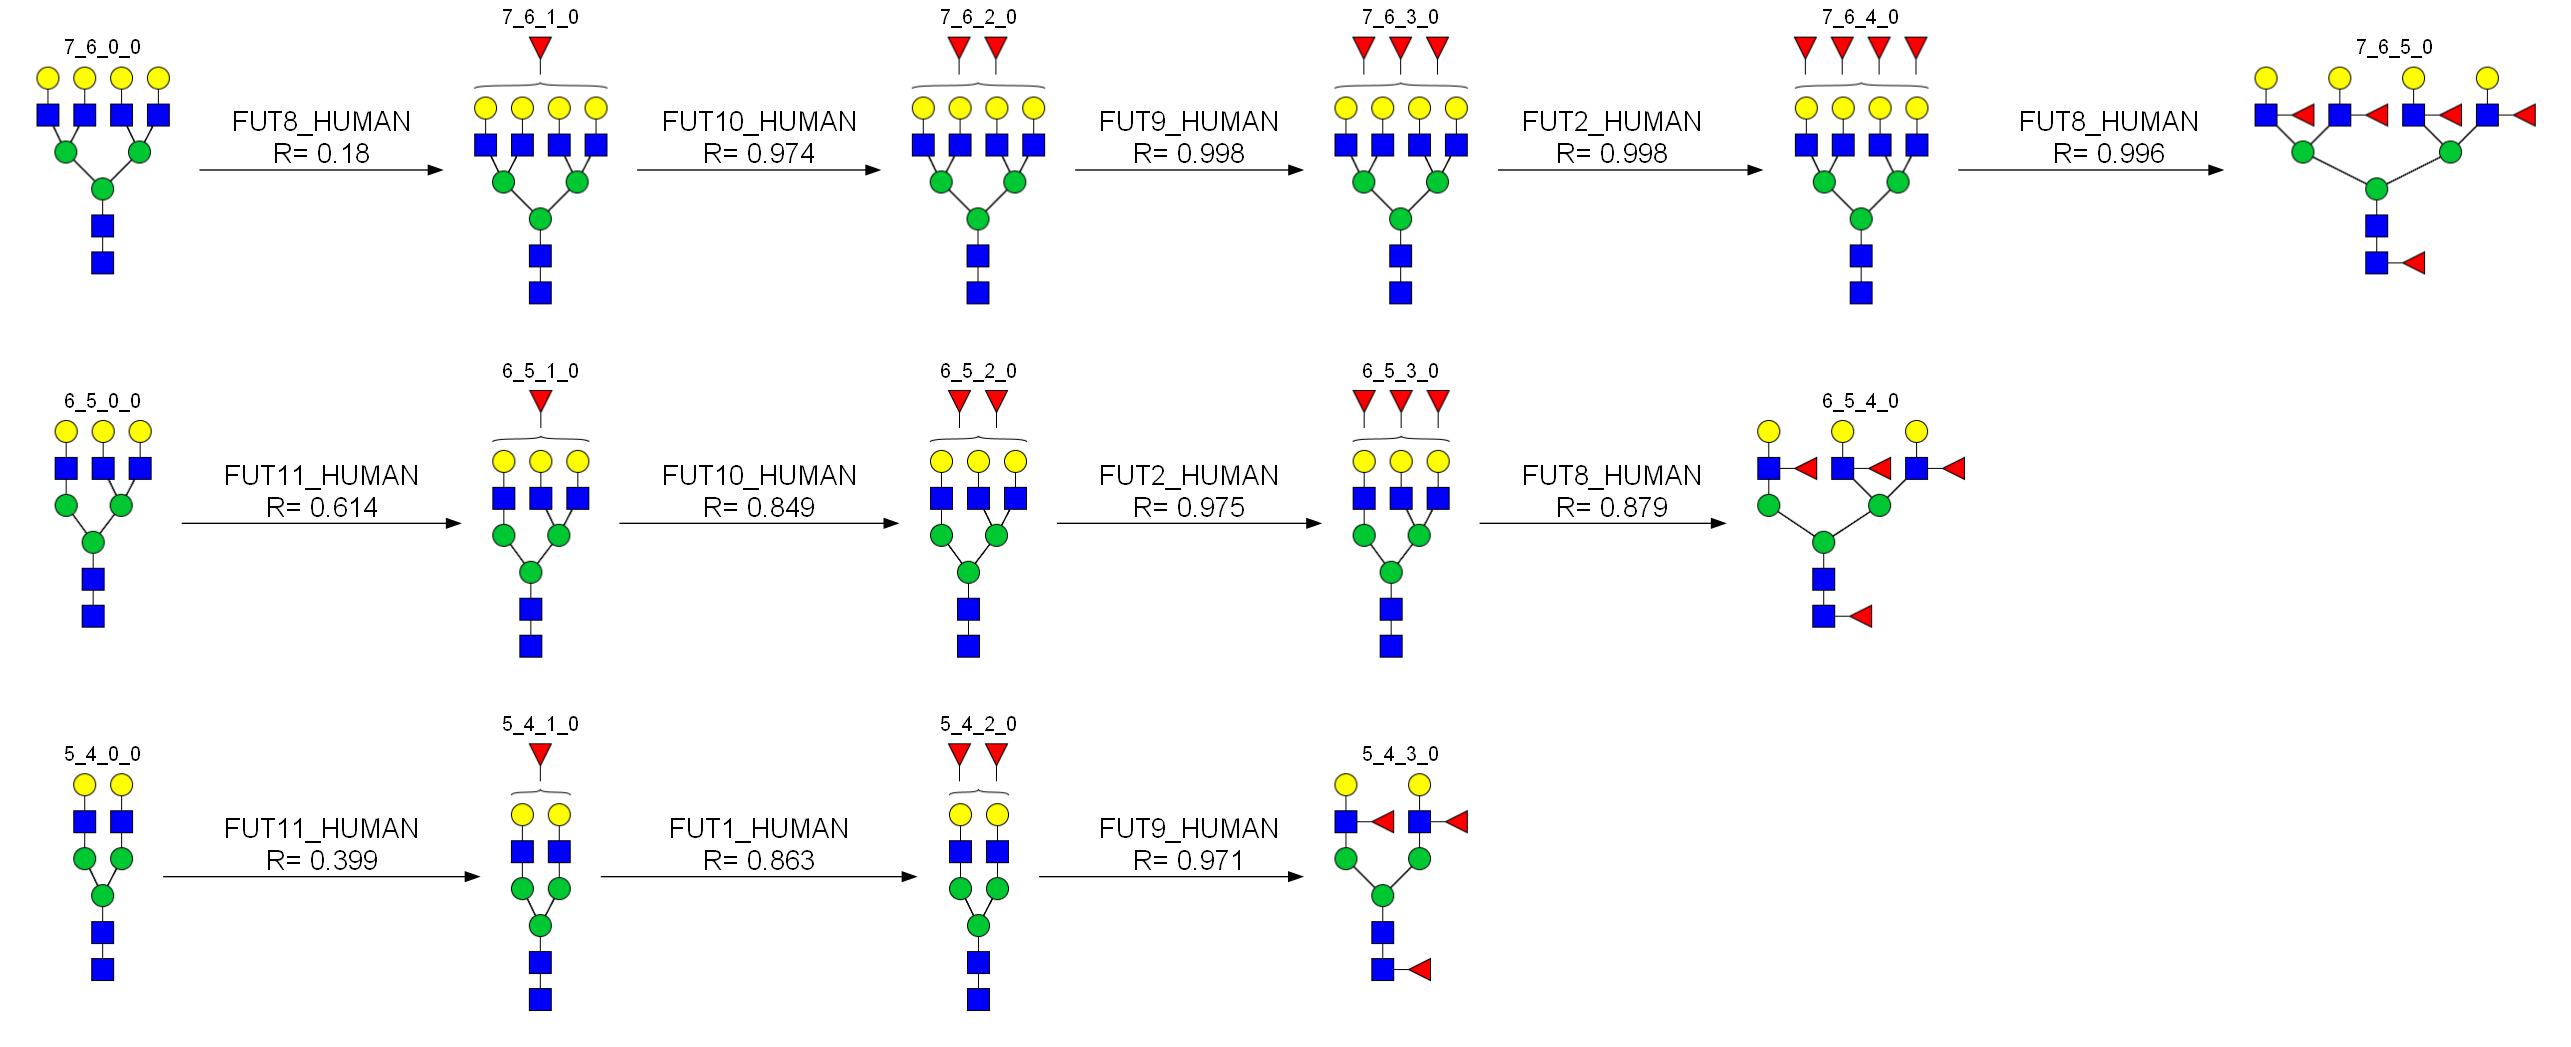 7_6_0_0
7_6_1_0
7_6_2_0
7_6_3_0
7_6_4_0
7_6_5_0
FUT8_HUMAN
R= 0.18
FUT10_HUMAN
R= 0.974
FUT9_HUMAN
R= 0.998
FUT2_HUMAN
R= 0.998
FUT8_HUMAN
R= 0.996
6_5_0_0
6_5_1_0
6_5_2_0
6_5_3_0
6_5_4_0
FUT11_HUMAN
R= 0.614
FUT10_HUMAN
R= 0.849
FUT2_HUMAN
R= 0.975
FUT8_HUMAN
R= 0.879
5_4_0_0
5_4_1_0
5_4_2_0
5_4_3_0
FUT11_HUMAN
R= 0.399
FUT1_HUMAN
R= 0.863
FUT9_HUMAN
R= 0.971